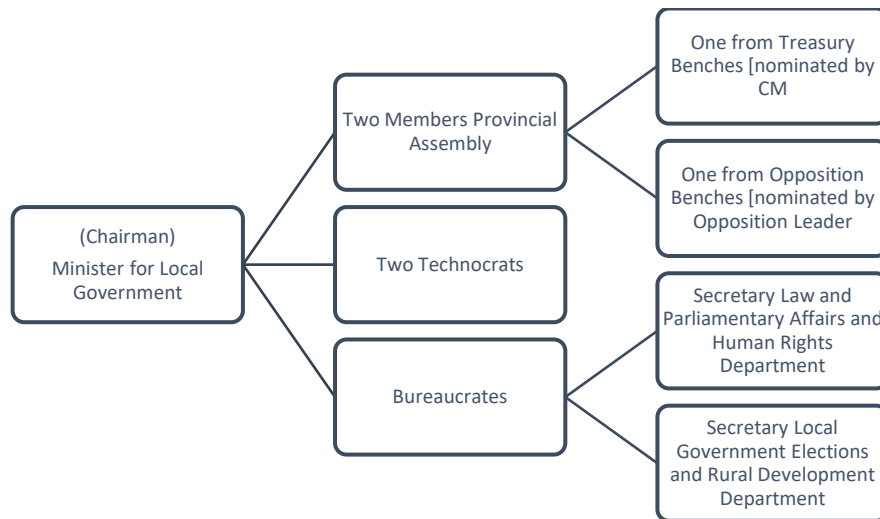 (Chairman)
Minister for Local
Government
Two Members Provincial
Assembly
Two Technocrats
Bureaucrates
One from Treasury
Benches [nominated by
CM
One from Opposition
Benches [nominated by
Opposition Leader
Secretary Law and
Parliamentary Affairs and
Human Rights
Department
Secretary Local
Government Elections
and Rural Development
Department